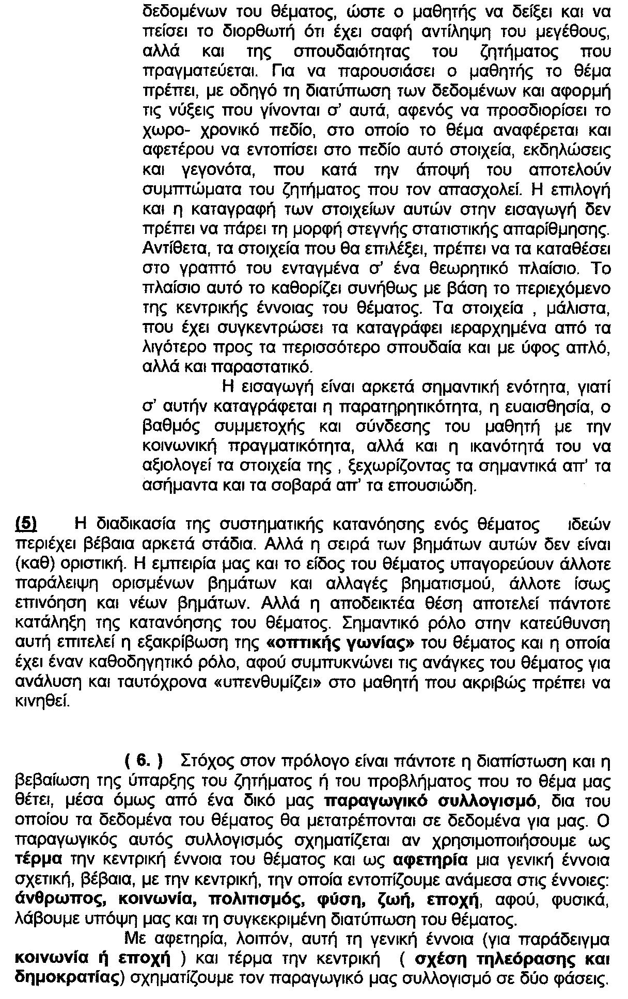 δεδομένων του θέματος, ώστε ο μαθητής να δείξει και να
πείσει το διορθωτή ότι έχει σαφή αντίληψη του μεγέθους,
αλλά και της σπουδαιότητας του ζητήματος που
πραγματεύεται. Για να παρουσιάσει ο μαθητής το θέμα
πρέπει, με οδηγό τη διατύπωση των δεδομένων και αφορμή
τις νύξεις που γίνονται σ’ αυτά, αφενός να προσδιορίσει το
χωρο- χρονικό πεδίο, στο οποίο το θέμα αναφέρεται και
αφετέρου να εντοπίσει στο πεδίο αυτό στοιχεία, εκδηλώσεις
και γεγονότα, που κατά την άποψή του αποτελούν
συμπτώματα του ζητήματος που τον απασχολεί. Η επιλογή
και η καταγραφή των στοιχείων αυτών στην εισαγωγή δεν
πρέπει να πάρει τη μορφή στεγνής στατιστικής απαρίθμησης.
Αντίθετα, τα στοιχεία που θα επιλέξει, πρέπει να τα καταθέσει
στο γραπτό του ενταγμένα σ’ ένα θεωρητικό πλαίσιο. Το
πλαίσιο αυτό το καθορίζει συνήθως με βάση το περιεχόμενο
της κεντρικής έννοιας του θέματος. Τα στοιχεία , μάλιστα,
που έχει συγκεντρώσει τα καταγράφει ιεραρχημένα από τα
λιγότερο προς τα περισσότερο σπουδαία και με ύφος απλό,
αλλά και παραστατικό.
Η εισαγωγή είναι αρκετά σημαντική ενότητα, γιατί
σ’ αυτήν καταγράφεται η παρατηρητικότητα, η ευαισθησία, ο
βαθμός συμμετοχής και σύνδεσης του μαθητή με την
κοινωνική πραγματικότητα, αλλά και η ικανότητά του να
αξιολογεί τα στοιχεία της , ξεχωρίζοντας τα σημαντικά απ’ τα
ασήμαντα και τα σοβαρά απ’ τα επουσιώδη.
(5) Η διαδικασία της συστηματικής κατανόησης ενός θέματος ιδεών
περιέχει βέβαια αρκετά στάδια. Αλλά η σειρά των βημάτων αυτών δεν είναι
(καθ) οριστική. Η εμπειρία μας και το είδος του θέματος υπαγορεύουν άλλοτε
παράλειψη ορισμένων βημάτων και αλλαγές βηματισμού, άλλοτε ίσως
επινόηση και νέων βημάτων. Αλλά η αποδεικτέα θέση αποτελεί πάντοτε
κατάληξη της κατανόησης του θέματος. Σημαντικό ρόλο στην κατεύθυνση
αυτή επιτελεί η εξακρίβωση της «οπτικής γωνίας» του θέματος και η οποία
έχει έναν καθοδηγητικό ρόλο, αφού συμπυκνώνει τις ανάγκες του θέματος για
ανάλυση και ταυτόχρονα «υπενθυμίζει» στο μαθητή που ακριβώς πρέπει να
κινηθεί.
( 6. ) Στόχος στον πρόλογο είναι πάντοτε η διαπίστωση και η
βεβαίωση της ύπαρξης του ζητήματος ή του προβλήματος που το θέμα μας
θέτει, μέσα όμως από ένα δικό μας παραγωγικό συλλογισμό, δια του
οποίου τα δεδομένα του θέματος θα μετατρέπονται σε δεδομένα για μας. Ο
παραγωγικός αυτός συλλογισμός σχηματίζεται αν χρησιμοποιήσουμε ως
τέρμα την κεντρική έννοια του θέματος και ως αφετηρία μια γενική έννοια
σχετική, βέβαια, με την κεντρική, την οποία εντοπίζουμε ανάμεσα στις έννοιες:
άνθρωπος, κοινωνία, πολιτισμός, φύση, ζωή, εποχή, αφού, φυσικά,
λάβουμε υπόψη μας και τη συγκεκριμένη διατύπωση του θέματος.
Με αφετηρία, λοιπόν, αυτή τη γενική έννοια (για παράδειγμα
κοινωνία ή εποχή ) και τέρμα την κεντρική ( σχέση τηλεόρασης και
δημοκρατίας) σχηματίζουμε τον παραγωγικό μας συλλογισμό σε δύο φάσεις.